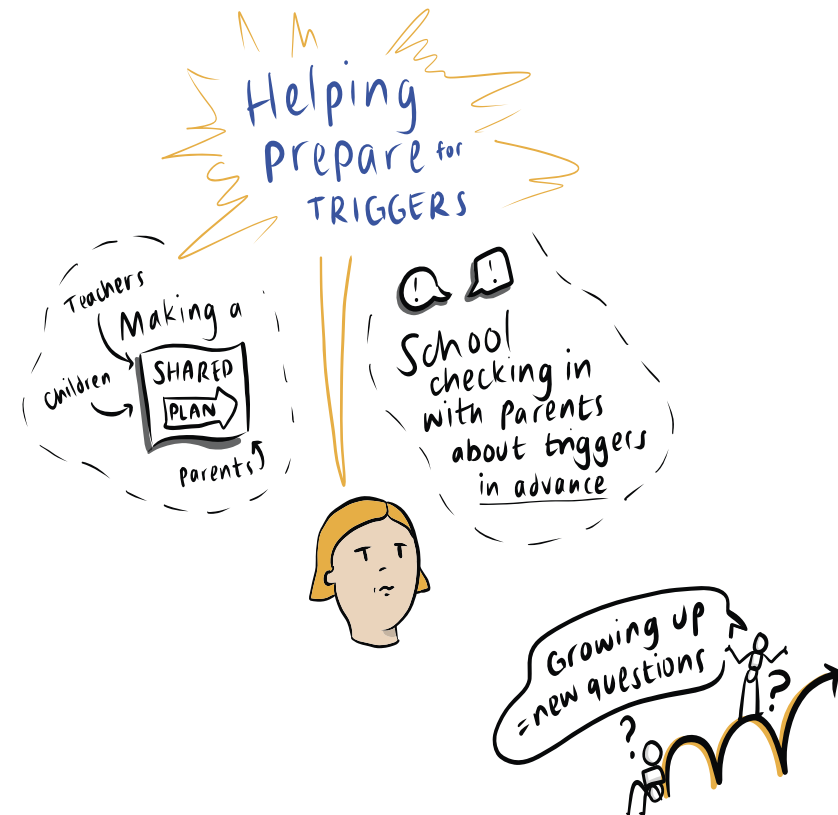 Helping
prepare for
TRIGGERS
Teachers
Making a
Children
SHARED
PLAN
parents
!
!
School
checking in
with parents
about triggers
in advance
Growing up
= new questions
?
?